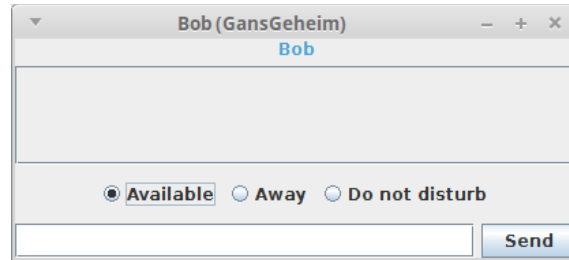 Bob (GansGeheim)
Bob
Available Away Do not disturb
Send